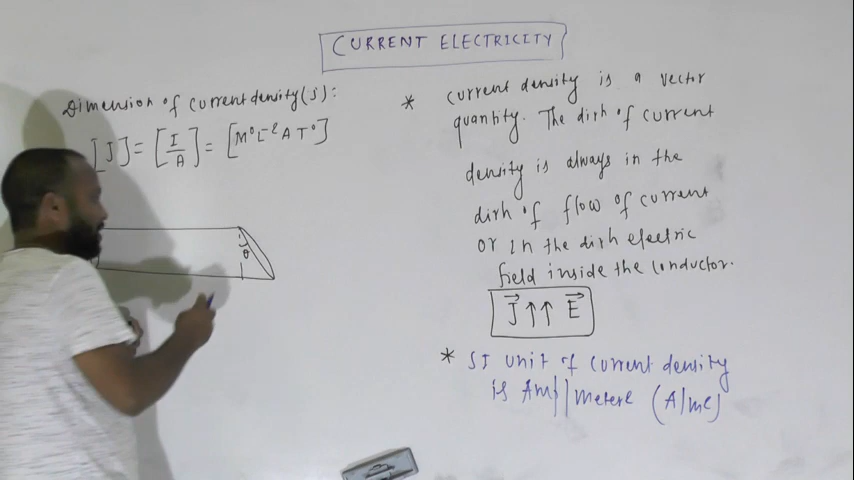 CURRENT ELECTRICITY
Dimension of current density (J):
[J] = [I/A] = [M⁰L⁻²AT⁰]
θ
* current density is a vector
quantity. The dirⁿ of current
density is always in the
dirⁿ of flow of current
or in the dirⁿ electric
field inside the conductor.
J⃗ ↑↑ E⃗
* SI unit of current density
is Amp/metere (A/m²)